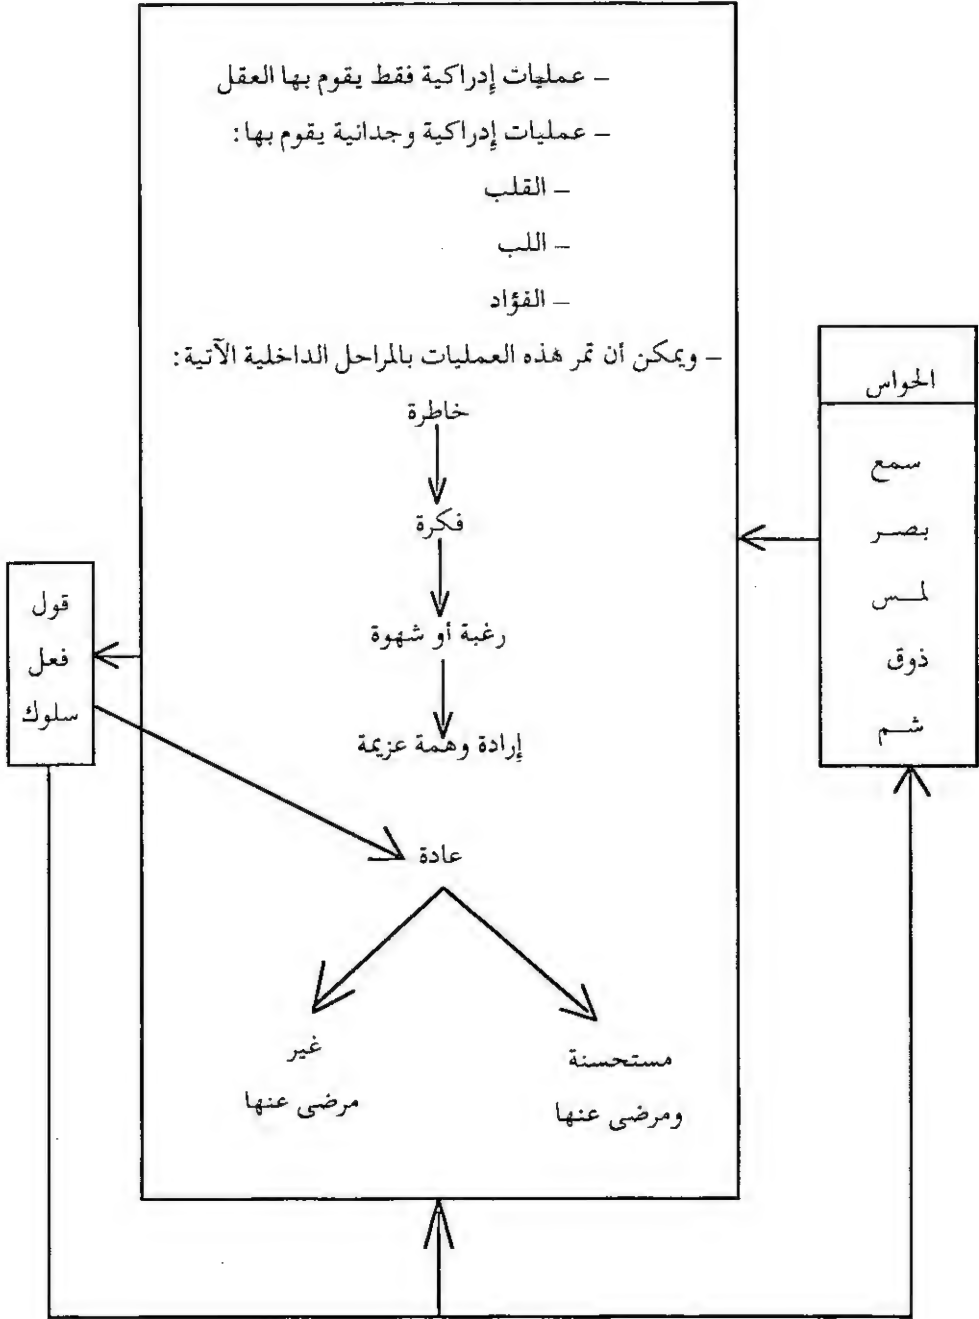 – عمليات إدراكية فقط يقوم بها العقل
– عمليات إدراكية وجدانية يقوم بها:
– القلب
– اللب
– الفؤاد
– ويمكن أن تمر هذه العمليات بالمراحل الداخلية الآتية:
خاطرة
فكرة
رغبة أو شهوة
إرادة وهمة عزيمة
عادة
مستحسنة
ومرضى عنها
غير
مرضى عنها
الحواس
سمع
بصر
لمس
ذوق
شم
قول
فعل
سلوك